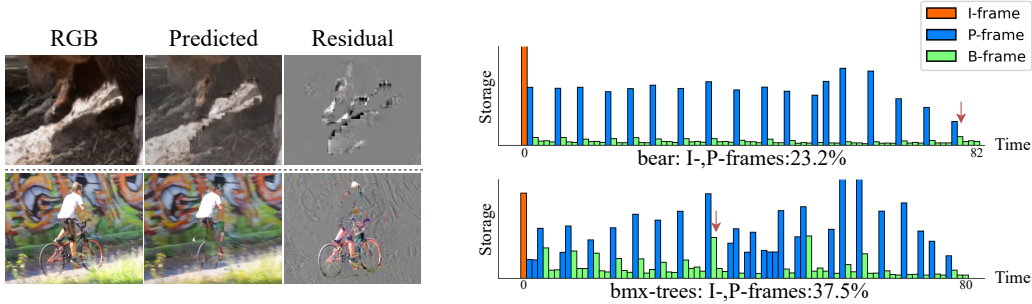 RGB Predicted Residual
I-frame
P-frame
B-frame
Storage
0 82 Time
bear: I-,P-frames:23.2%
Storage
0 80 Time
bmx-trees: I-,P-frames:37.5%